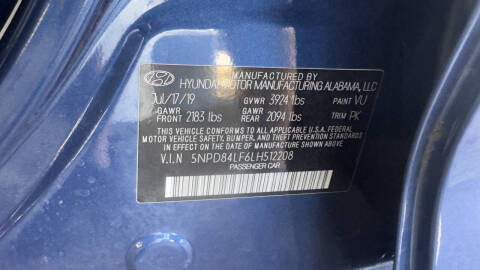 HYUNDAI MOTOR MANUFACTURING ALABAMA, LLC
Jul/17/19 GVWR 3924 lbs PAINT VU
GAWR FRONT 2183 lbs GAWR REAR 2094 lbs TRIM PK
THIS VEHICLE CONFORMS TO ALL APPLICABLE U.S.A. FEDERAL
MOTOR VEHICLE SAFETY, BUMPER, AND THEFT PREVENTION STANDARDS
IN EFFECT ON THE DATE OF MANUFACTURE SHOWN ABOVE.
V.I.N 5NPD84LF6LH512208
PASSENGER CAR